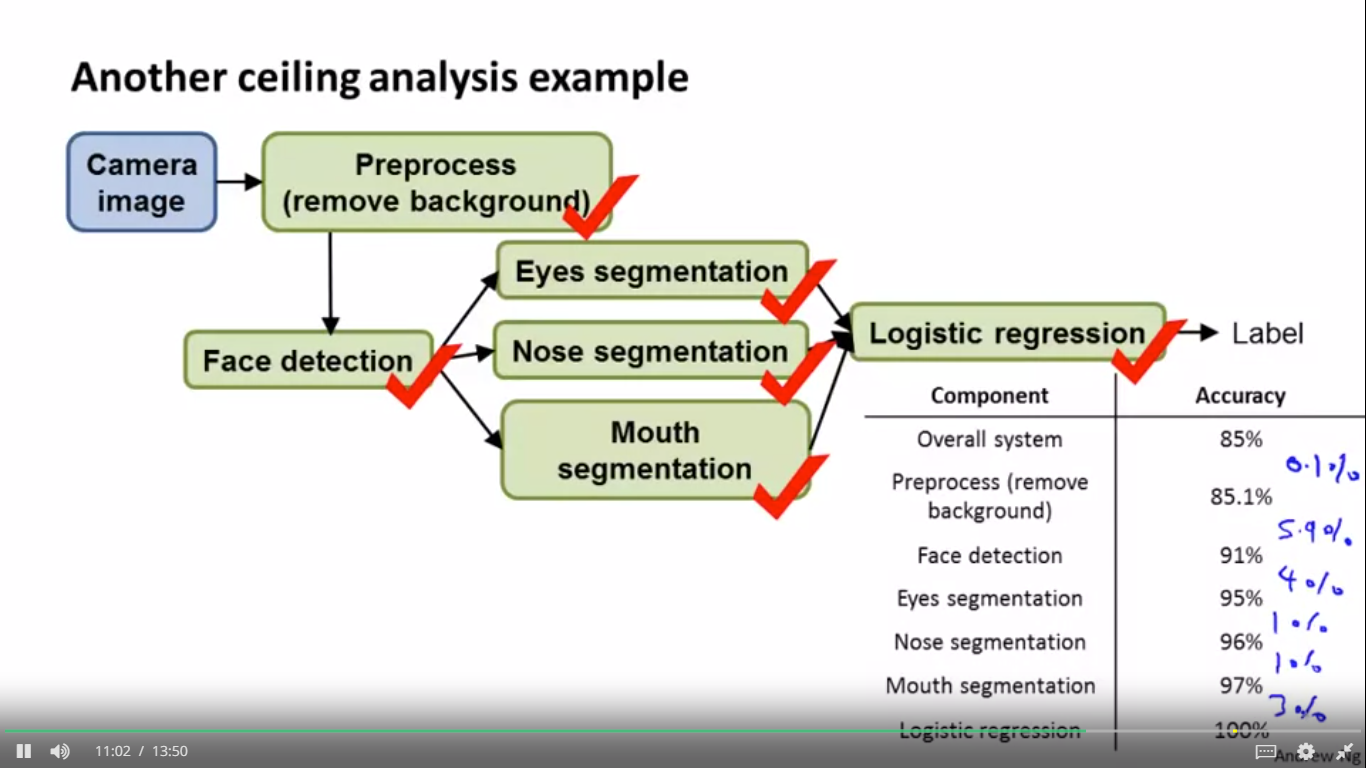 Another ceiling analysis example
Camera
image
Preprocess
(remove background)
Eyes segmentation
Face detection
Nose segmentation
Mouth
segmentation
Logistic regression
Label
Component Accuracy
Overall system 85%
0.1%
Preprocess (remove
background) 85.1%
5.9%
Face detection 91%
4%
Eyes segmentation 95%
1%
Nose segmentation 96%
1%
Mouth segmentation 97%
3%
Logistic regression 100%
11:02 / 13:50
Andrew Ng